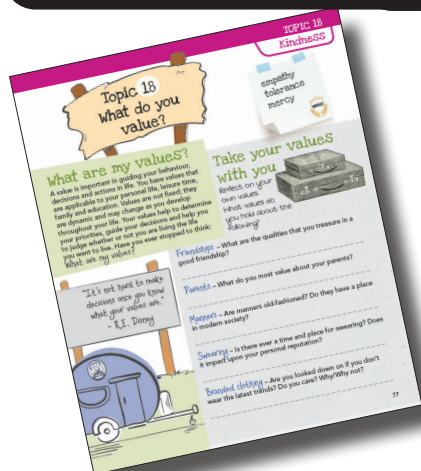 TOPIC 18
Kindness
Topic 18
What do you
value?
empathy
tolerance
mercy
What are my values?
A value is important in guiding your behaviour,
decisions and actions in life. You have values that
are applicable to your personal life, leisure time,
family and education. Values are not fixed; they
are dynamic and may change as you develop
throughout your life. Your values help to determine
your priorities, guide your decisions and help you
to judge whether or not you are living the life
you want to live. Have you ever stopped to think:
What are my values?
Take your values
with you
Reflect on your
own values.
What values do
you hold about the
following?
"It's not hard to make
decisions once you know
what your values are."
- R.E. Disney
Friendships – What are the qualities that you treasure in a
good friendship?
Parents – What do you most value about your parents?
Manners – Are manners old-fashioned? Do they have a place
in modern society?
Swearing – Is there ever a time and place for swearing? Does
it impact upon your personal reputation?
Branded clothing – Are you looked down on if you don't
wear the latest trends? Do you care? Why/Why not?
77